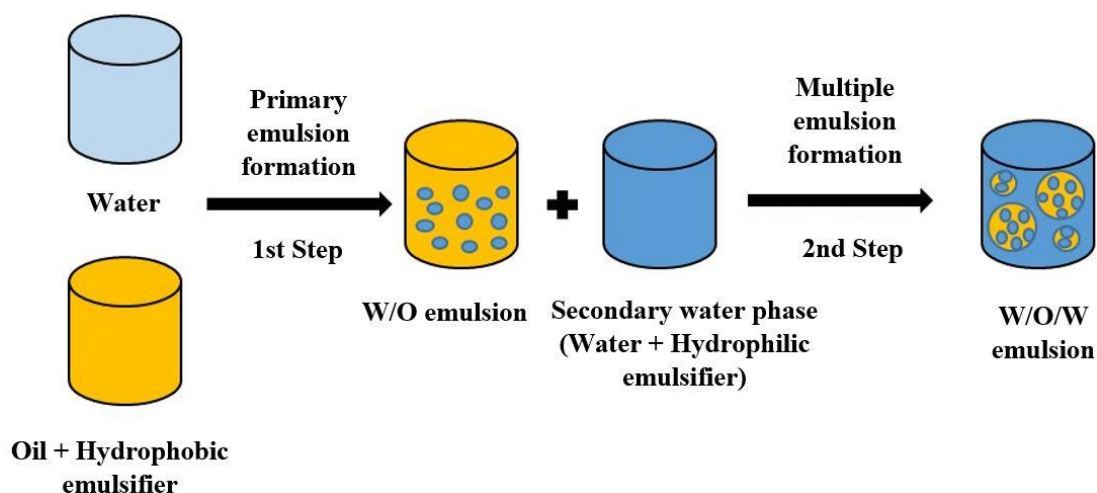 Water
Oil + Hydrophobic
emulsifier
Primary
emulsion
formation
1st Step
W/O emulsion
Secondary water phase
(Water + Hydrophilic
emulsifier)
Multiple
emulsion
formation
2nd Step
W/O/W
emulsion